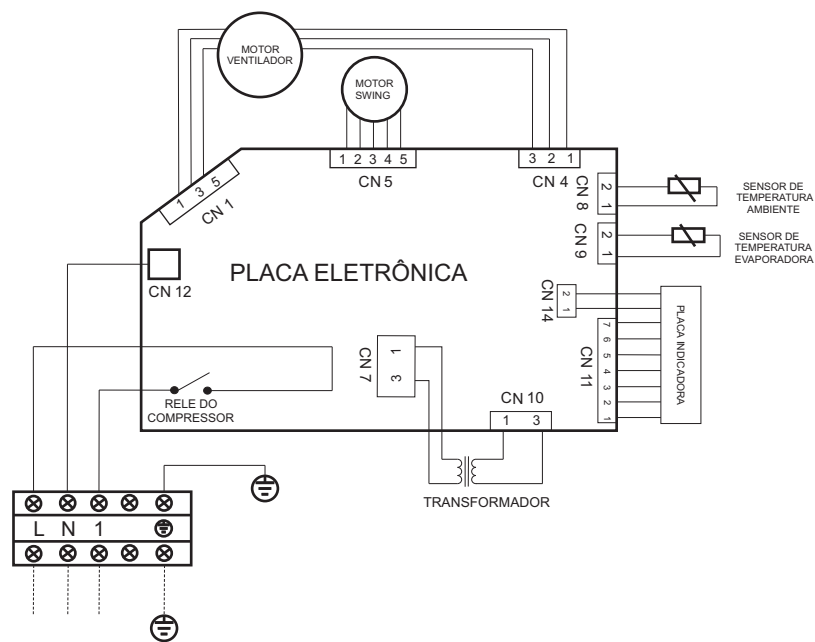 MOTOR
VENTILADOR
MOTOR
SWING
1 2 3 4 5
CN 5
3 2 1
CN 4
1 3 5
CN 1
2 1
CN 8
SENSOR DE
TEMPERATURA
AMBIENTE
2 1
CN 9
SENSOR DE
TEMPERATURA
EVAPORADORA
PLACA ELETRÔNICA
CN 12
2 1
CN 14
7 6 5 4 3 2 1
CN 11
PLACA INDICADORA
1 3
CN 7
CN 10
1 3
RELE DO
COMPRESSOR
TRANSFORMADOR
L N 1